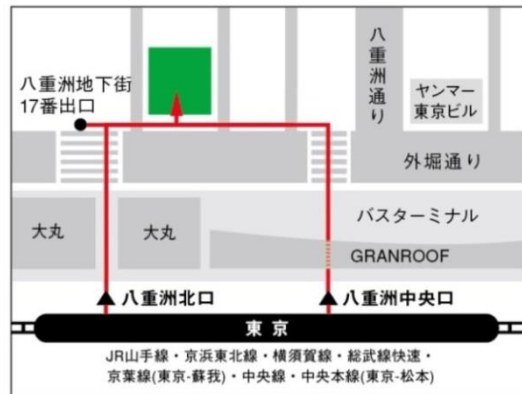 八重洲地下街
17番出口
八重洲通り
ヤンマー
東京ビル
外堀通り
大丸
大丸
バスターミナル
GRANROOF
八重洲北口
八重洲中央口
東京
JR山手線・京浜東北線・横須賀線・総武線快速・
京葉線(東京-蘇我)・中央線・中央本線(東京-松本)